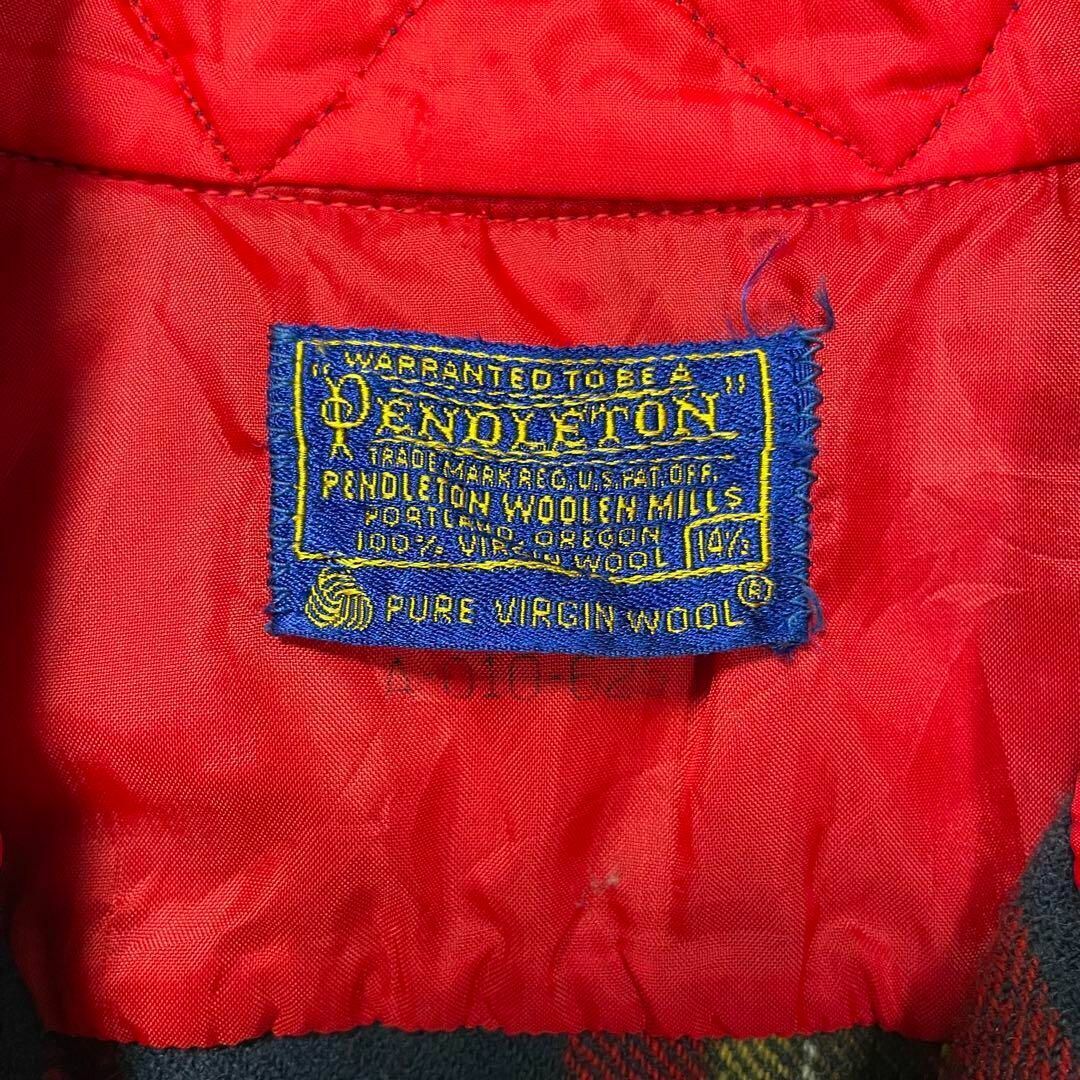 "WARRANTED TO BE A
PENDLETON"
TRADE MARK REG. U.S. PAT. OFF.
PENDLETON WOOLEN MILLS
PORTLAND, OREGON
100% VIRGIN WOOL 14½
PURE VIRGIN WOOL ®